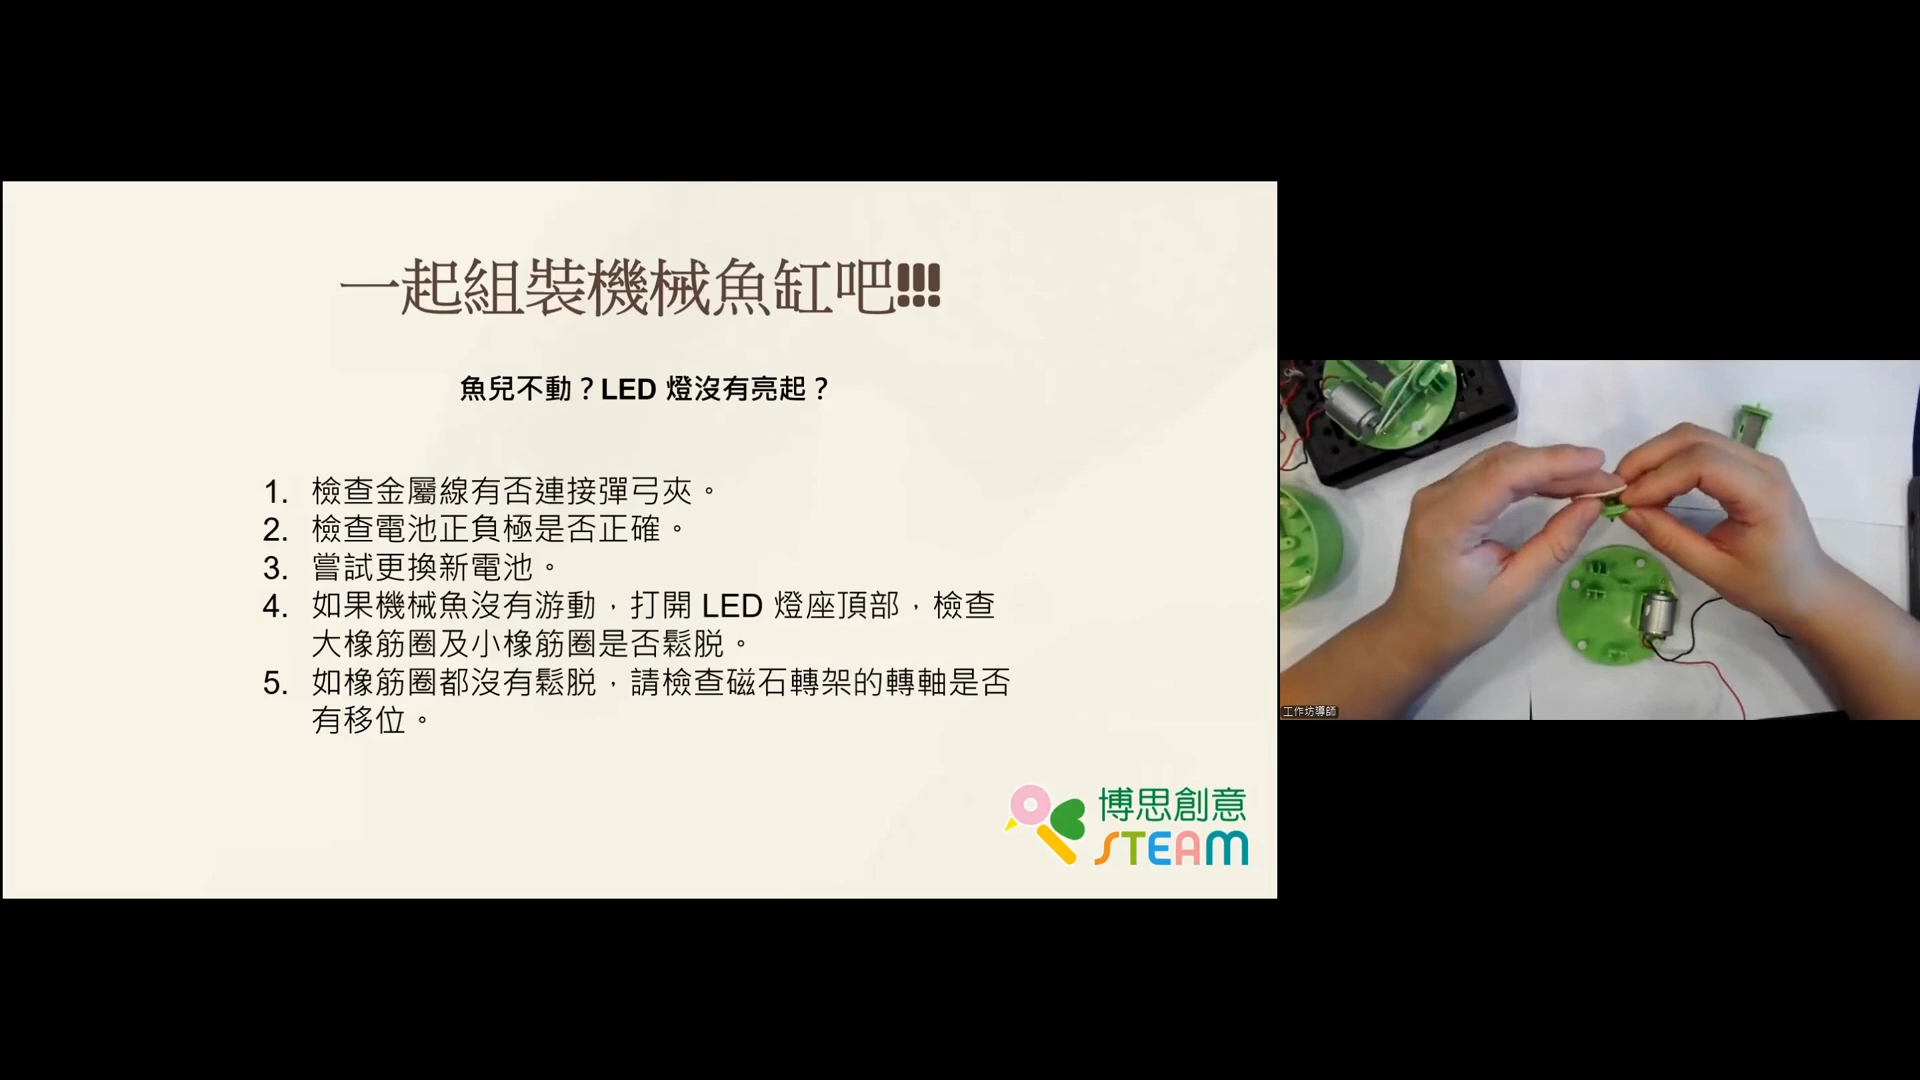 一起組裝機械魚缸吧!!!
魚兒不動？LED 燈沒有亮起？
1. 檢查金屬線有否連接彈弓夾。
2. 檢查電池正負極是否正確。
3. 嘗試更換新電池。
4. 如果機械魚沒有游動，打開 LED 燈座頂部，檢查
大橡筋圈及小橡筋圈是否鬆脱。
5. 如橡筋圈都沒有鬆脱，請檢查磁石轉架的轉軸是否
有移位。
博思創意
STEAM
工作坊導師